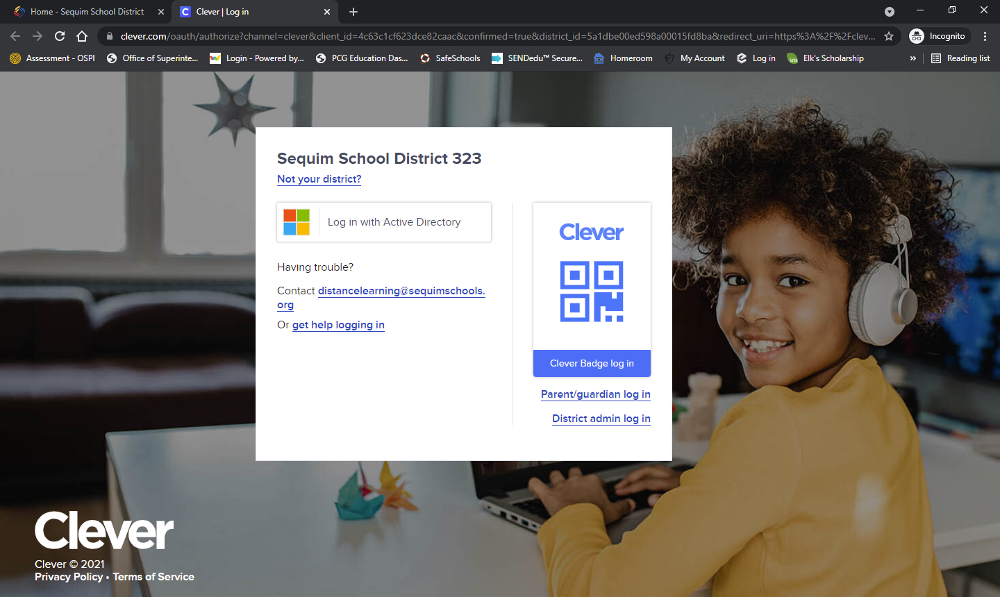 Home - Sequim School District
Clever | Log in
clever.com/oauth/authorize?channel=clever&client_id=4c63c1cf623dce82caac&confirmed=true&district_id=5a1dbe00ed598a00015fd8ba&redirect_uri=https%3A%2F%2Fclev...
Incognito
Assessment - OSPI
Office of Superinte...
Login - Powered by...
PCG Education Das...
SafeSchools
SENDedu™ Secure...
Homeroom
My Account
Log in
Elk's Scholarship
»
Reading list
Sequim School District 323
Not your district?
Log in with Active Directory
Having trouble?
Contact distancelearning@sequimschools.
org
Or get help logging in
Clever
Clever Badge log in
Parent/guardian log in
District admin log in
Clever
Clever © 2021
Privacy Policy • Terms of Service